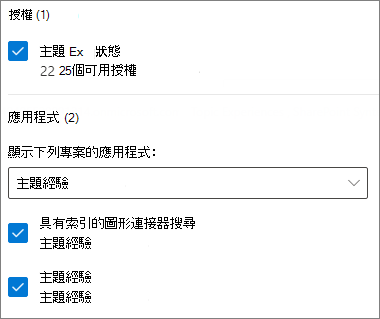 授權 (1)
主題 Ex 狀態
22 25個可用授權
應用程式 (2)
顯示下列專案的應用程式:
主題經驗
具有索引的圖形連接器搜尋
主題經驗
主題經驗
主題經驗